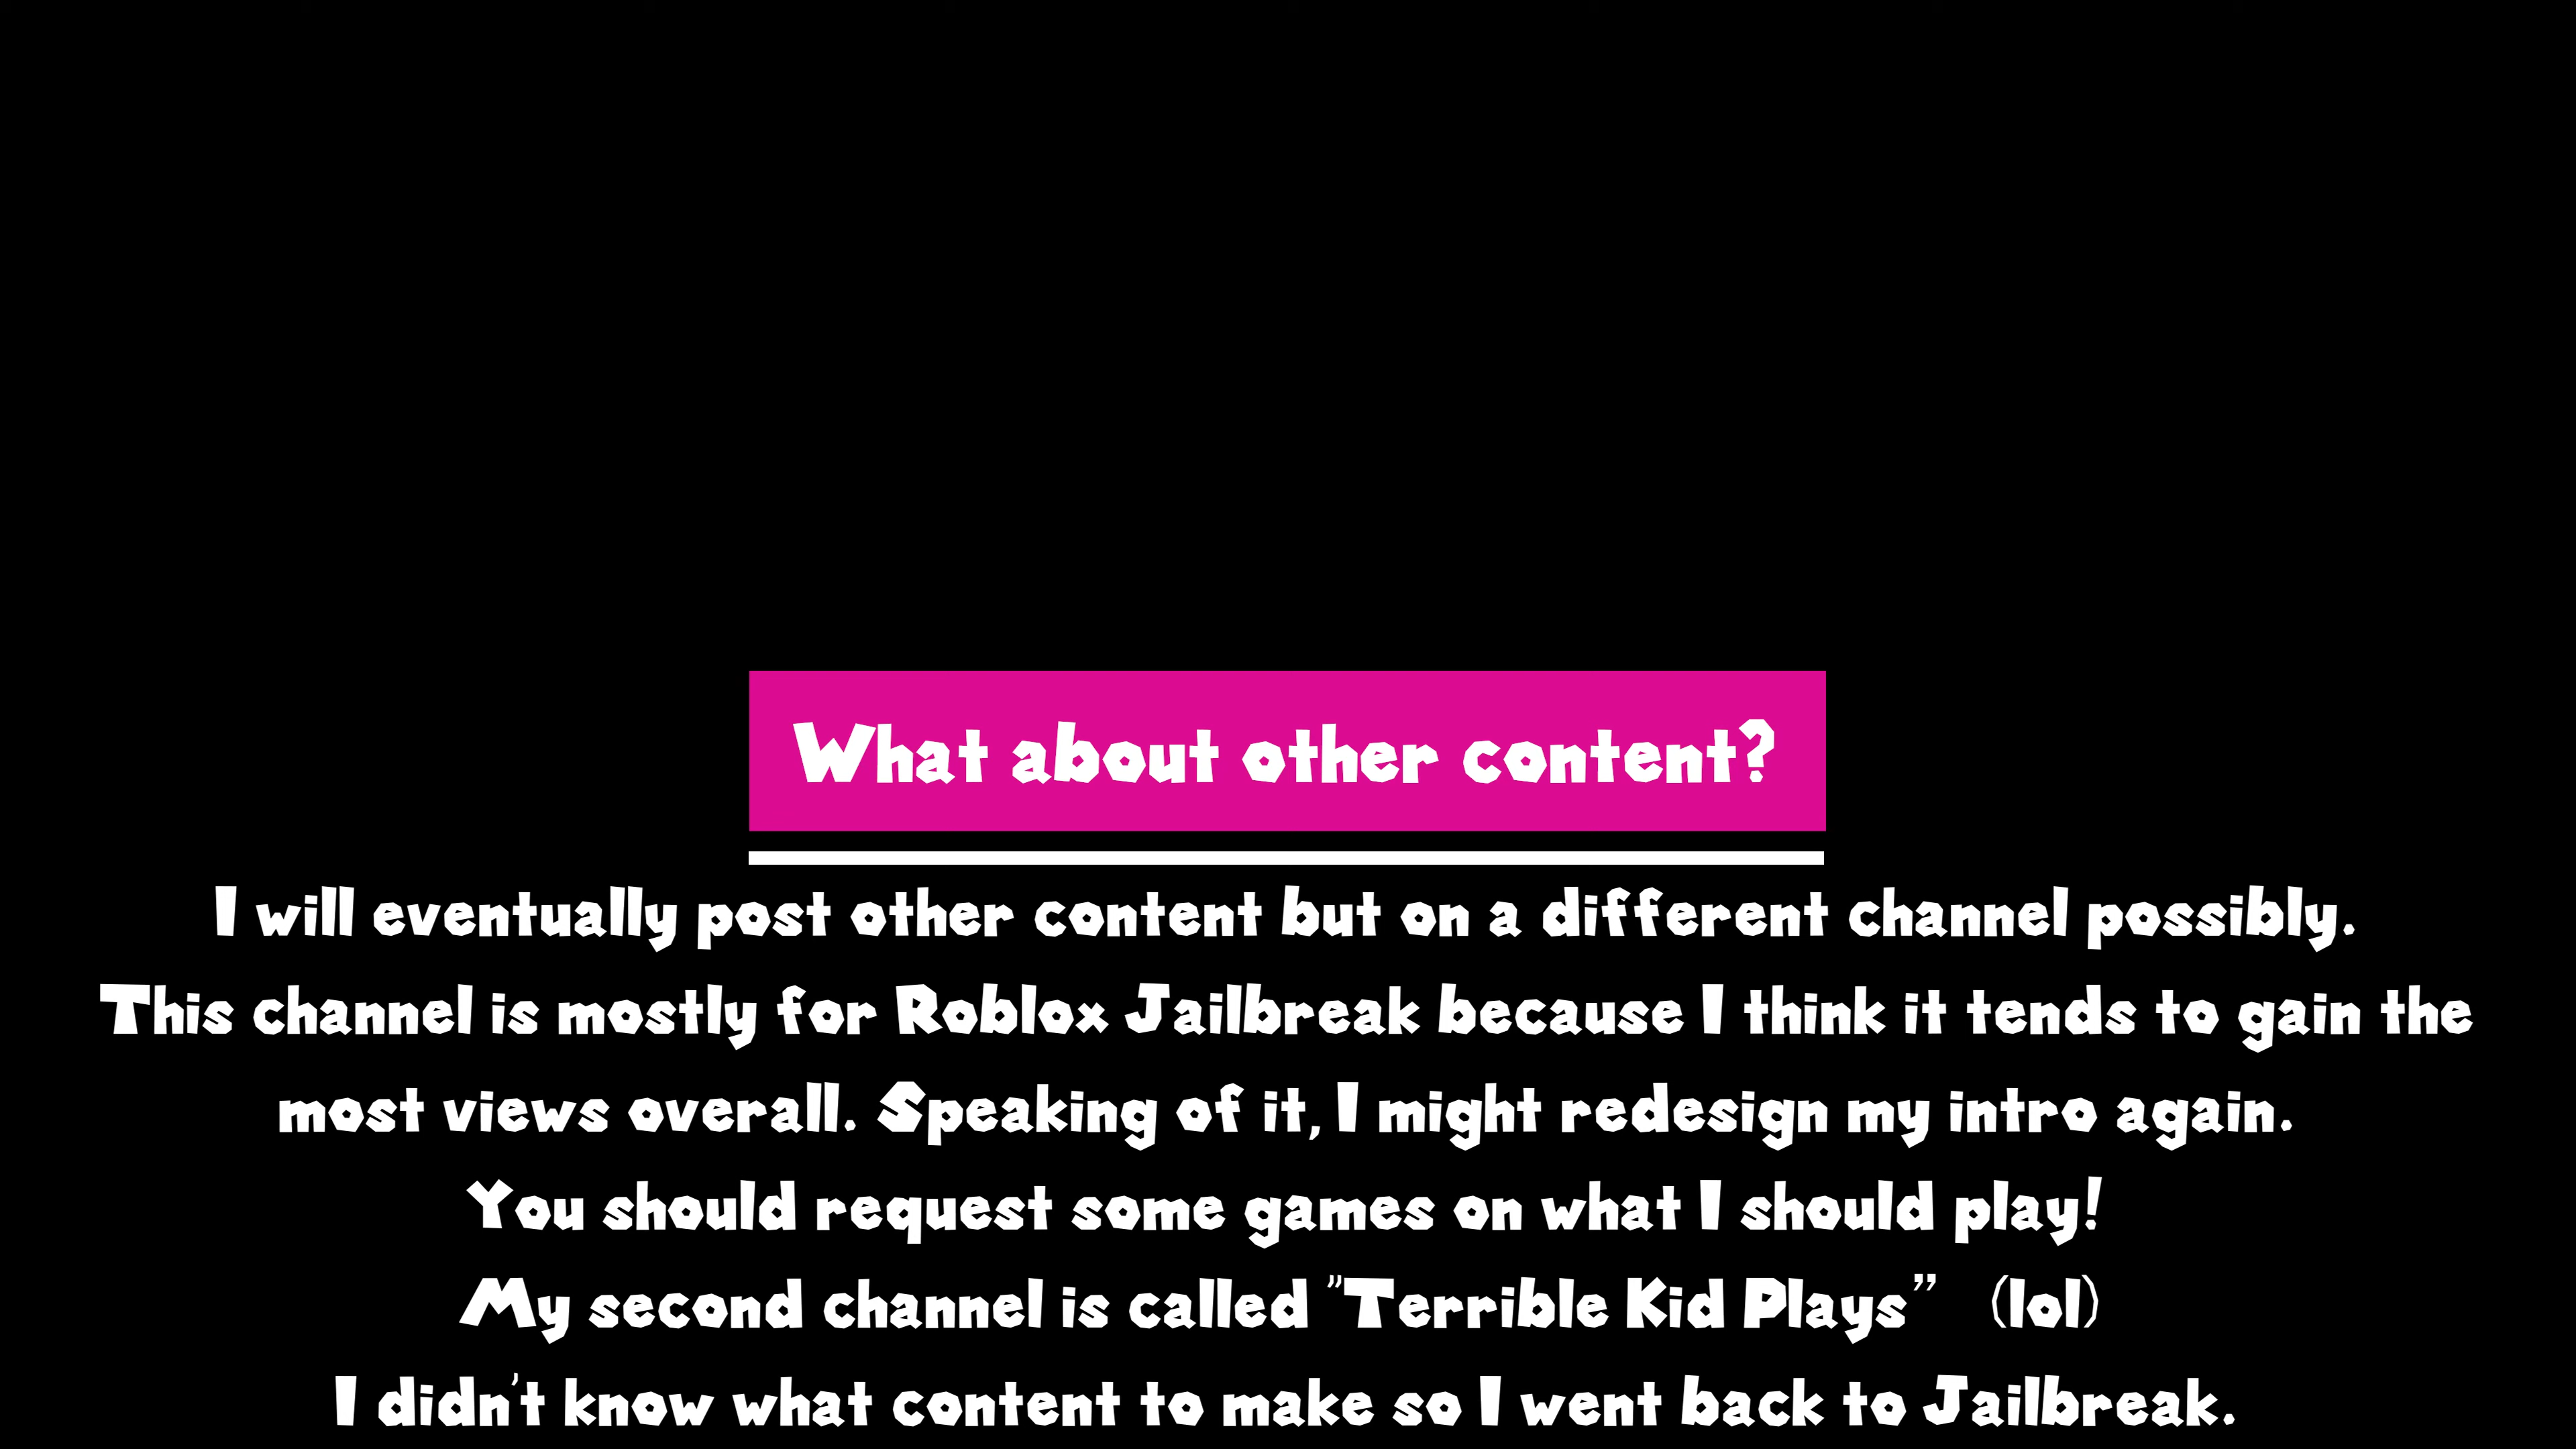 What about other content?
I will eventually post other content but on a different channel possibly.
This channel is mostly for Roblox Jailbreak because I think it tends to gain the
most views overall. Speaking of it, I might redesign my intro again.
You should request some games on what I should play!
My second channel is called "Terrible Kid Plays” (lol)
I didn't know what content to make so I went back to Jailbreak.